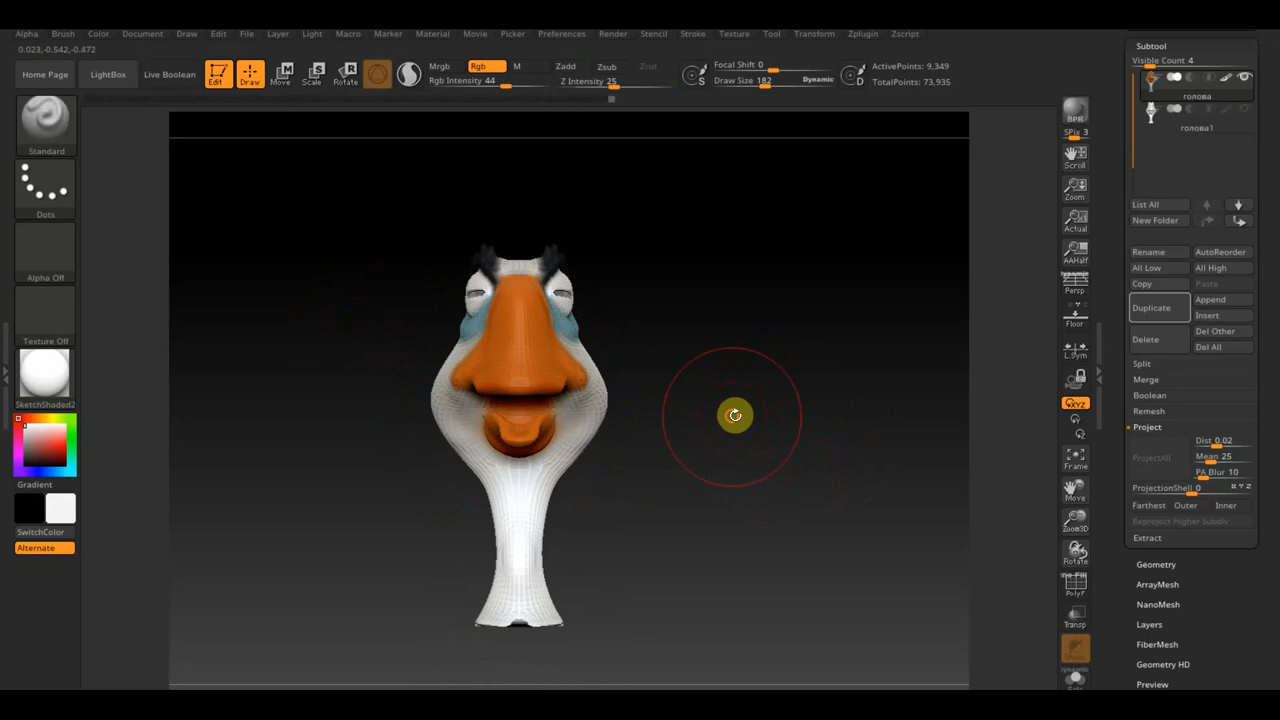 Alpha Brush Color Document Draw Edit File Layer Light Macro Marker Material Movie Picker Preferences Render Stencil Stroke Texture Tool Transform Zplugin Zscript
0.023,-0.542,-0.472
Home Page LightBox Live Boolean Edit Draw Move Scale Rotate
Mrgb Rgb M Zadd Zsub Zcut
Rgb Intensity 44 Z Intensity 25
Focal Shift 0
Draw Size 182 Dynamic
ActivePoints: 9,349
TotalPoints: 73,935
Standard
Dots
Alpha Off
Texture Off
SketchShaded2
Gradient
SwitchColor
Alternate
BPR
SPix 3
Scroll
Zoom
Actual
AAHalf
Persp
Floor
L.Sym
XYZ
Frame
Move
Zoom3D
Rotate
PolyF
Transp
Subtool
Visible Count 4
голова
голова1
List All
New Folder
Rename AutoReorder
All Low All High
Copy Paste
Duplicate Append
Insert
Delete Del Other
Del All
Split
Merge
Boolean
Remesh
Project
ProjectAll Dist 0.02
Mean 25
PA Blur 10
ProjectionShell 0 X Y Z
Farthest Outer Inner
Reproject Higher Subdiv
Extract
Geometry
ArrayMesh
NanoMesh
Layers
FiberMesh
Geometry HD
Preview